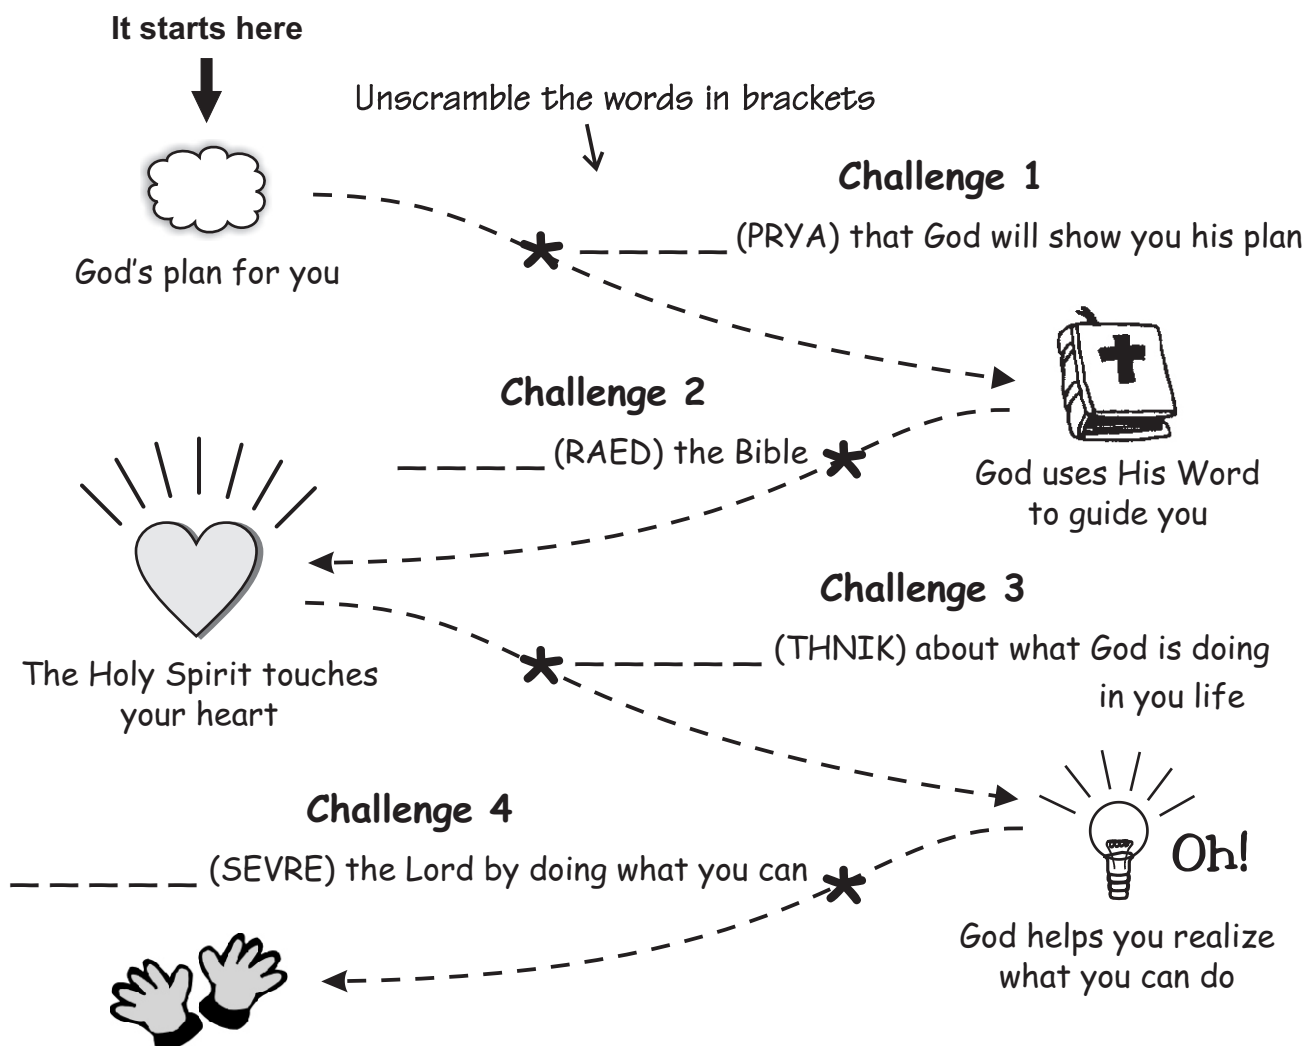 It starts here
Unscramble the words in brackets
God's plan for you
Challenge 1
____ (PRYA) that God will show you his plan
God uses His Word
to guide you
Challenge 2
____ (RAED) the Bible
The Holy Spirit touches
your heart
Challenge 3
_____ (THNIK) about what God is doing
in you life
Oh!
God helps you realize
what you can do
Challenge 4
_____ (SEVRE) the Lord by doing what you can